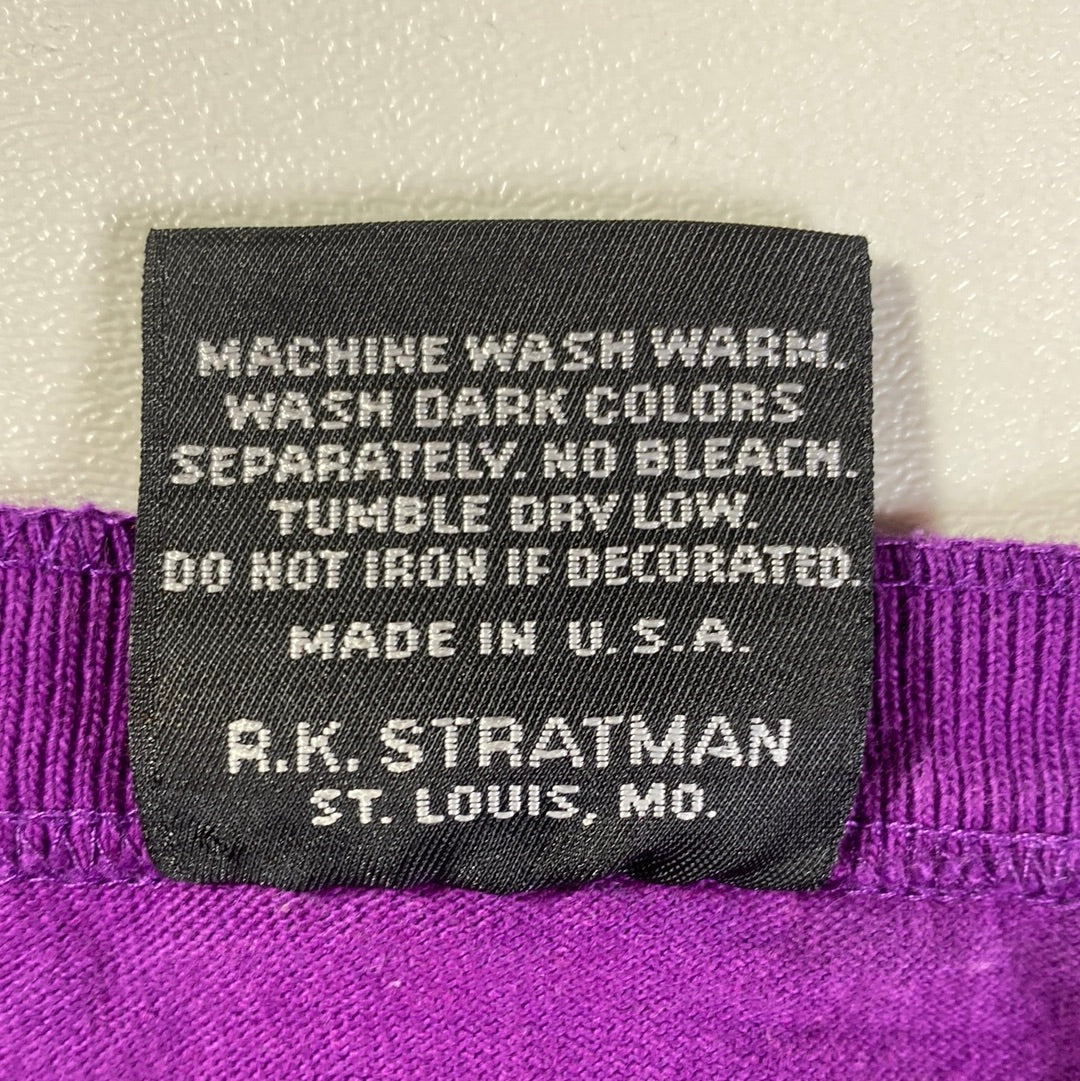 MACHINE WASH WARM.
WASH DARK COLORS
SEPARATELY. NO BLEACH.
TUMBLE DRY LOW.
DO NOT IRON IF DECORATED.
MADE IN U.S.A.
R.K. STRATMAN
ST. LOUIS, MO.